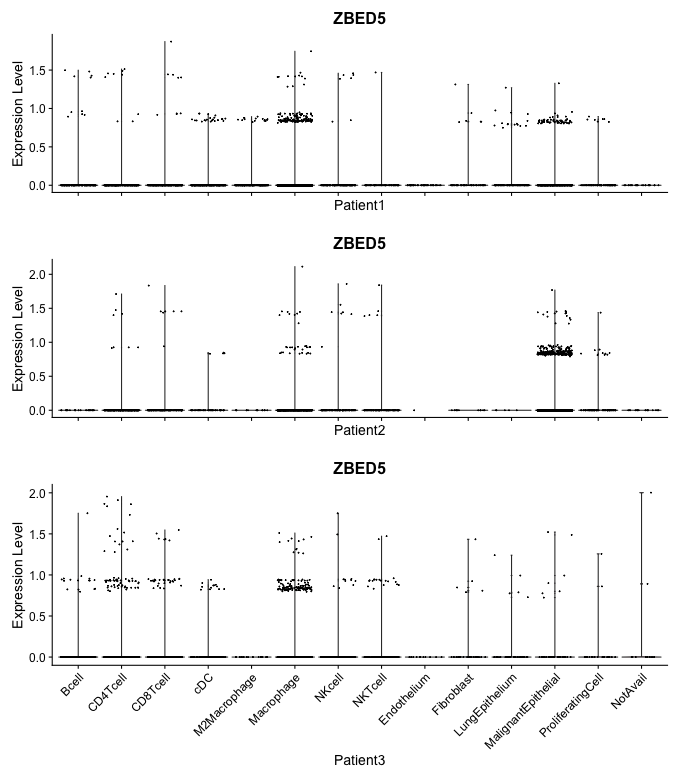 ZBED5
Expression Level
1.5
1.0
0.5
0.0
Patient1
ZBED5
Expression Level
2.0
1.5
1.0
0.5
0.0
Patient2
ZBED5
Expression Level
2.0
1.5
1.0
0.5
0.0
Bcell
CD4Tcell
CD8Tcell
cDC
M2Macrophage
Macrophage
NKcell
NKTcell
Endothelium
Fibroblast
LungEpithelium
MalignantEpithelial
ProliferatingCell
NotAvail
Patient3